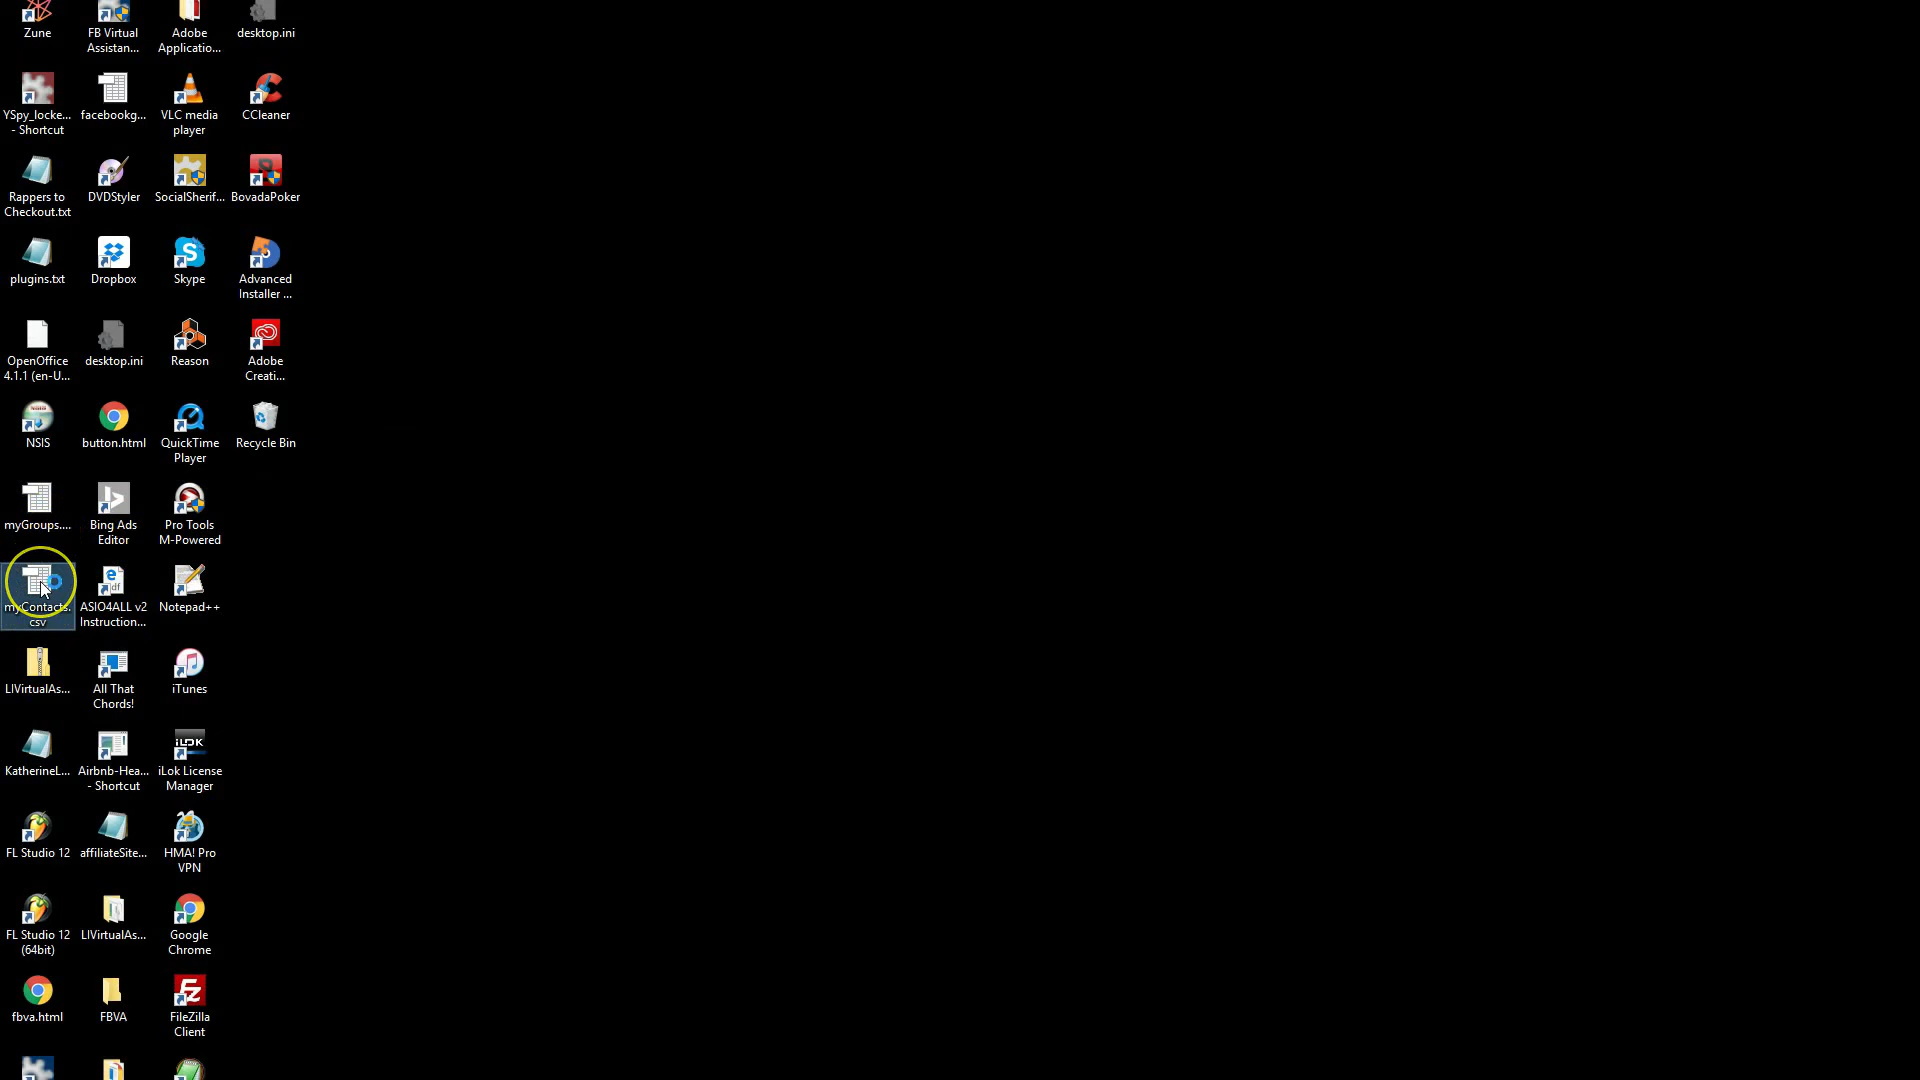 Zune
FB Virtual
Assistan...
Adobe
Applicatio...
desktop.ini
YSpy_locke...
- Shortcut
facebookg...
VLC media
player
CCleaner
Rappers to
Checkout.txt
DVDStyler
SocialSherif...
BovadaPoker
plugins.txt
Dropbox
Skype
Advanced
Installer ...
OpenOffice
4.1.1 (en-U...
desktop.ini
Reason
Adobe
Creati...
NSIS
button.html
QuickTime
Player
Recycle Bin
myGroups....
Bing Ads
Editor
Pro Tools
M-Powered
myContacts.
csv
ASIO4ALL v2
Instruction...
Notepad++
LIVirtualAs...
All That
Chords!
iTunes
KatherineL...
Airbnb-Hea...
- Shortcut
iLOK
iLok License
Manager
FL Studio 12
affiliateSite...
HMA! Pro
VPN
FL Studio 12
(64bit)
LIVirtualAs...
Google
Chrome
fbva.html
FBVA
FileZilla
Client